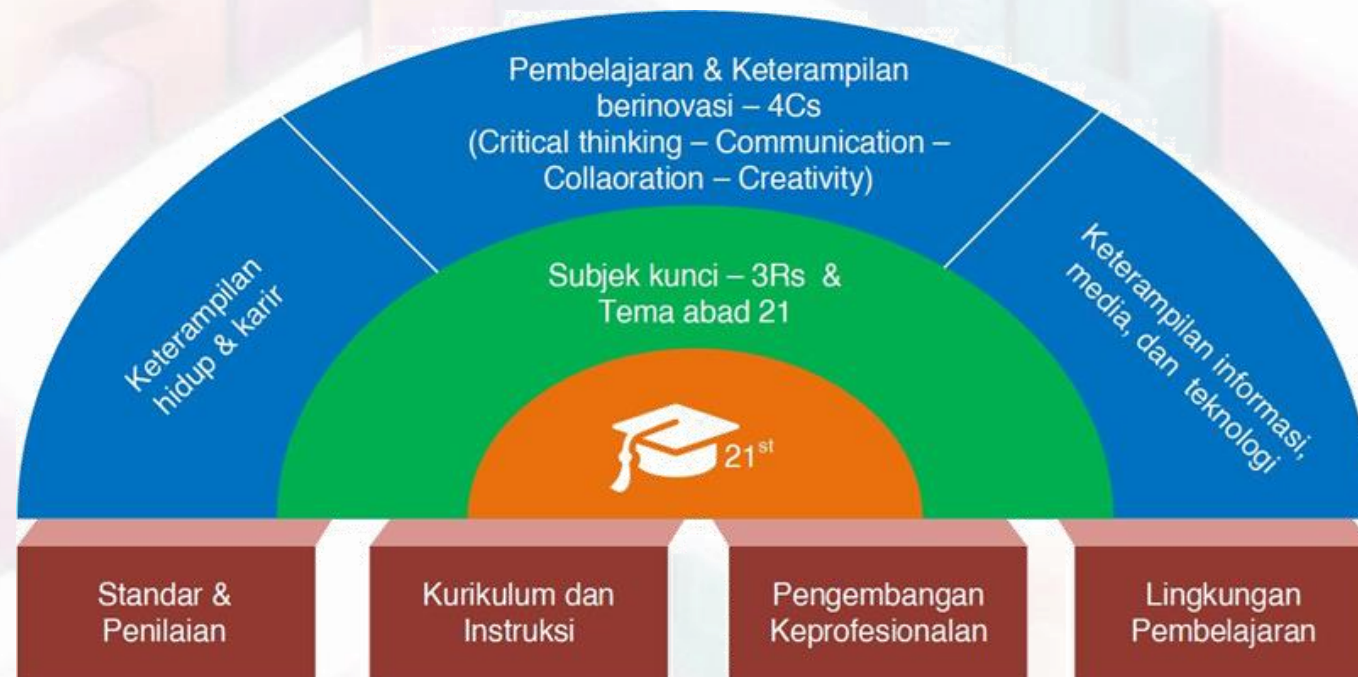 Pembelajaran & Keterampilan
berinovasi – 4Cs
(Critical thinking – Communication –
Collaoration – Creativity)
Keterampilan
hidup & karir
Subjek kunci – 3Rs &
Tema abad 21
Keterampilan informasi,
media, dan teknologi
21st
Standar &
Penilaian
Kurikulum dan
Instruksi
Pengembangan
Keprofesionalan
Lingkungan
Pembelajaran